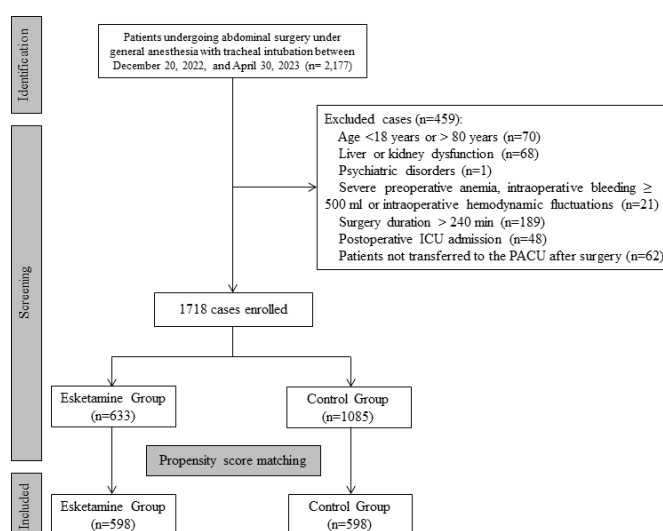 Identification
Patients undergoing abdominal surgery under
general anesthesia with tracheal intubation between
December 20, 2022, and April 30, 2023 (n= 2,177)
Screening
Excluded cases (n=459):
Age <18 years or > 80 years (n=70)
Liver or kidney dysfunction (n=68)
Psychiatric disorders (n=1)
Severe preoperative anemia, intraoperative bleeding ≥
500 ml or intraoperative hemodynamic fluctuations (n=21)
Surgery duration > 240 min (n=189)
Postoperative ICU admission (n=48)
Patients not transferred to the PACU after surgery (n=62)
1718 cases enrolled
Esketamine Group
(n=633)
Control Group
(n=1085)
Propensity score matching
Included
Esketamine Group
(n=598)
Control Group
(n=598)